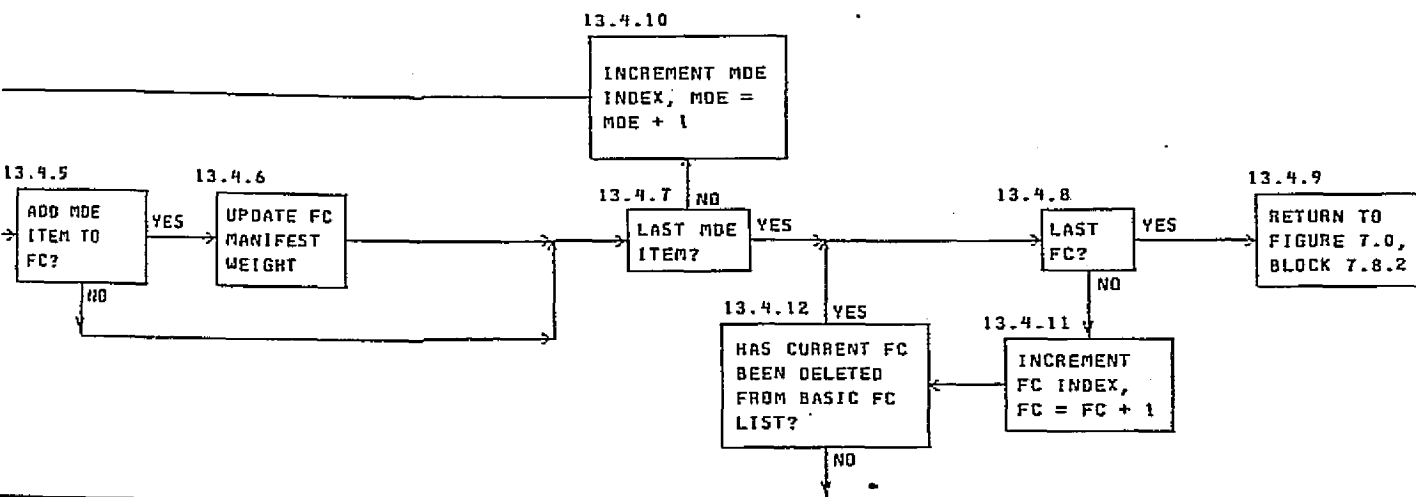 13.4.10
INCREMENT MDE
INDEX, MDE =
MDE + 1
13.4.5
ADD MDE
ITEM TO
FC?
YES
NO
13.4.6
UPDATE FC
MANIFEST
WEIGHT
13.4.7
NO
LAST MDE
ITEM?
YES
13.4.8
LAST
FC?
YES
NO
13.4.9
RETURN TO
FIGURE 7.0,
BLOCK 7.8.2
13.4.12
YES
HAS CURRENT FC
BEEN DELETED
FROM BASIC FC
LIST?
NO
13.4.11
INCREMENT
FC INDEX,
FC = FC + 1